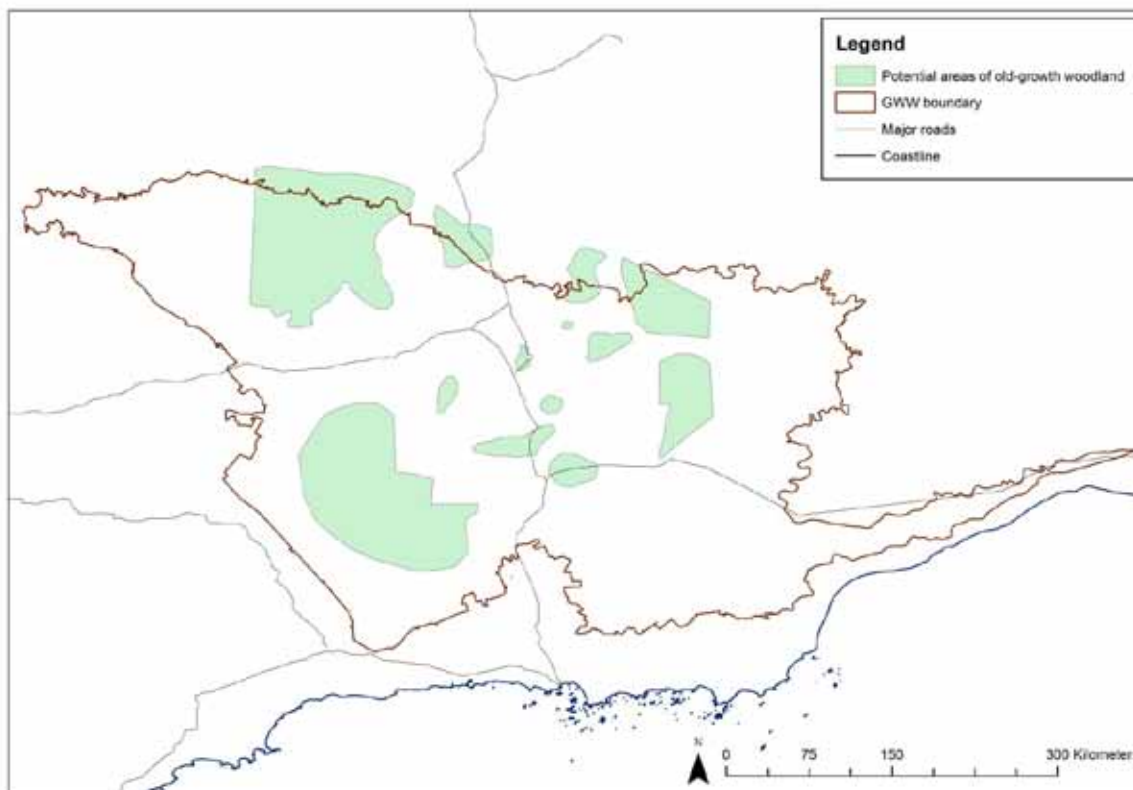 Legend
Potential areas of old-growth woodland
GWW boundary
Major roads
Coastline
N
0 75 150 300 Kilometer